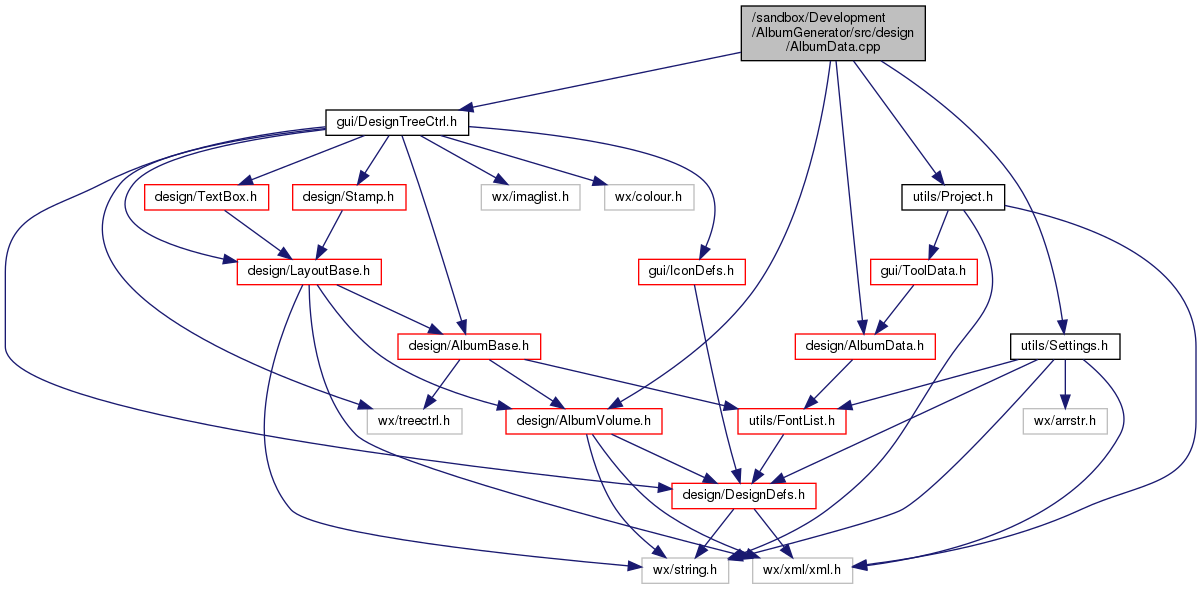 /sandbox/Development
/AlbumGenerator/src/design
/AlbumData.cpp
gui/DesignTreeCtrl.h
design/TextBox.h
design/Stamp.h
wx/imaglist.h
wx/colour.h
utils/Project.h
design/LayoutBase.h
gui/IconDefs.h
gui/ToolData.h
design/AlbumBase.h
design/AlbumData.h
utils/Settings.h
wx/treectrl.h
design/AlbumVolume.h
utils/FontList.h
wx/arrstr.h
design/DesignDefs.h
wx/string.h
wx/xml/xml.h